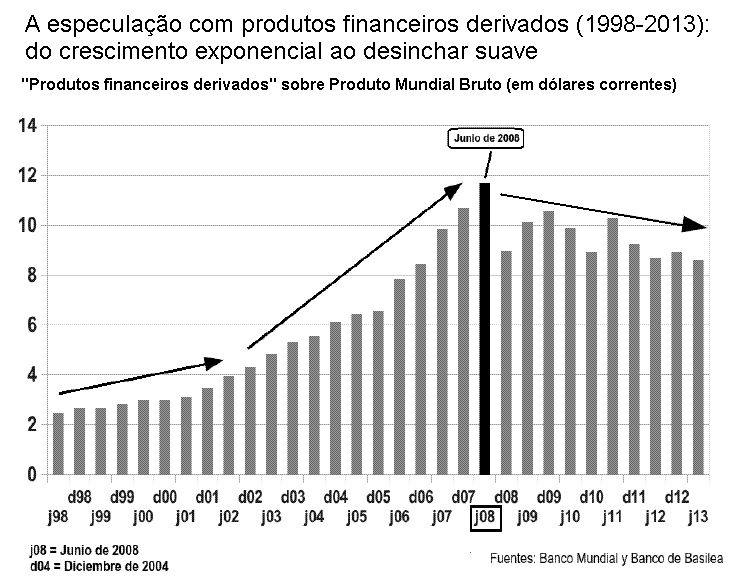 A especulação com produtos financeiros derivados (1998-2013):
do crescimento exponencial ao desinchar suave
"Produtos financeiros derivados" sobre Produto Mundial Bruto (em dólares correntes)
14
Junio de 2008
12
10
8
6
4
2
0
d98 d99 d00 d01 d02 d03 d04 d05 d06 d07 d08 d09 d10 d11 d12
j98 j99 j00 j01 j02 j03 j04 j05 j06 j07 j08 j09 j10 j11 j12 j13
j08 = Junio de 2008
d04 = Diciembre de 2004
Fuentes: Banco Mundial y Banco de Basilea